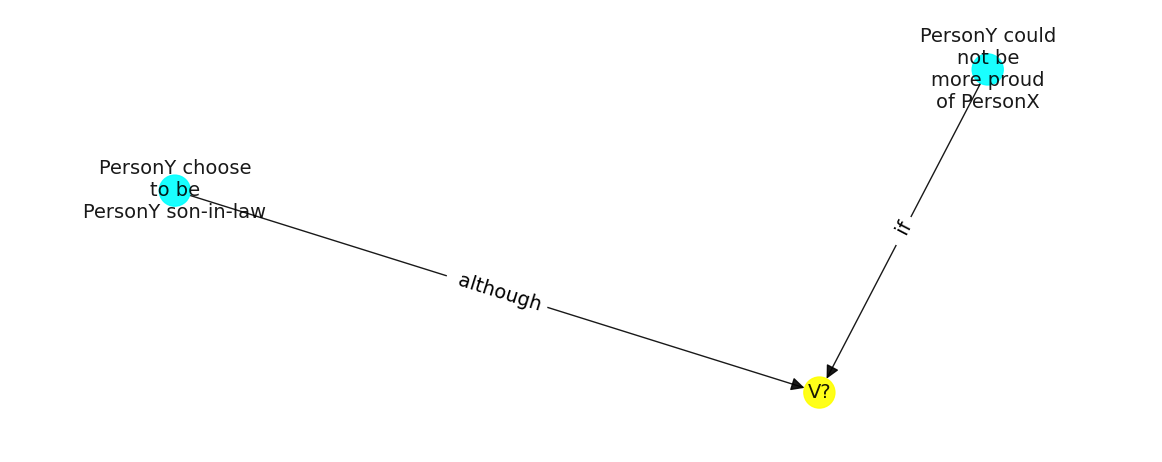 PersonY could
not be
more proud
of PersonX
PersonY choose
to be
PersonY son-in-law
if
although
V?